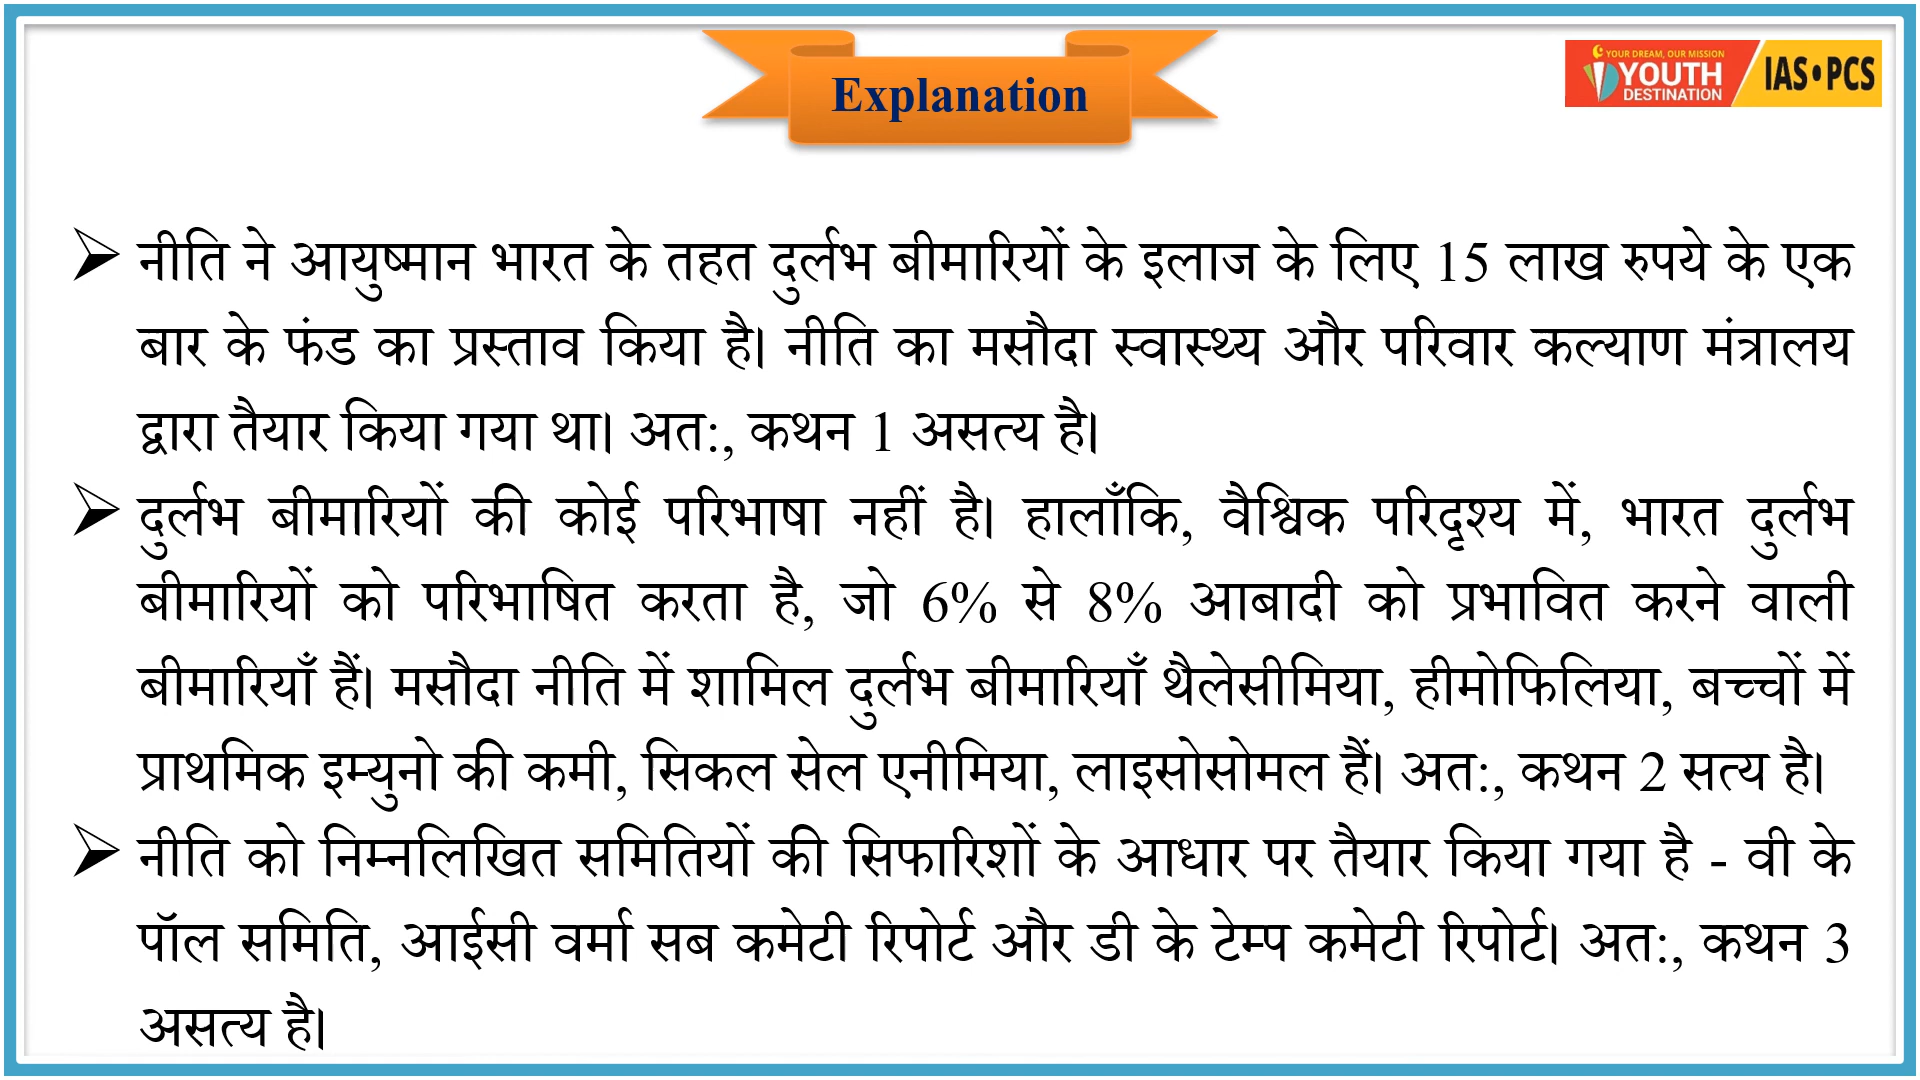 Explanation
YOUR DREAM, OUR MISSION
YOUTH
DESTINATION
IAS•PCS
नीति ने आयुष्मान भारत के तहत दुर्लभ बीमारियों के इलाज के लिए 15 लाख रुपये के एक
बार के फंड का प्रस्ताव किया है। नीति का मसौदा स्वास्थ्य और परिवार कल्याण मंत्रालय
द्वारा तैयार किया गया था। अत:, कथन 1 असत्य है।
दुर्लभ बीमारियों की कोई परिभाषा नहीं है। हालाँकि, वैश्विक परिदृश्य में, भारत दुर्लभ
बीमारियों को परिभाषित करता है, जो 6% से 8% आबादी को प्रभावित करने वाली
बीमारियाँ हैं। मसौदा नीति में शामिल दुर्लभ बीमारियाँ थैलेसीमिया, हीमोफिलिया, बच्चों में
प्राथमिक इम्युनो की कमी, सिकल सेल एनीमिया, लाइसोसोमल हैं। अत:, कथन 2 सत्य है।
नीति को निम्नलिखित समितियों की सिफारिशों के आधार पर तैयार किया गया है - वी के
पॉल समिति, आईसी वर्मा सब कमेटी रिपोर्ट और डी के टेम्प कमेटी रिपोर्ट। अत:, कथन 3
असत्य है।